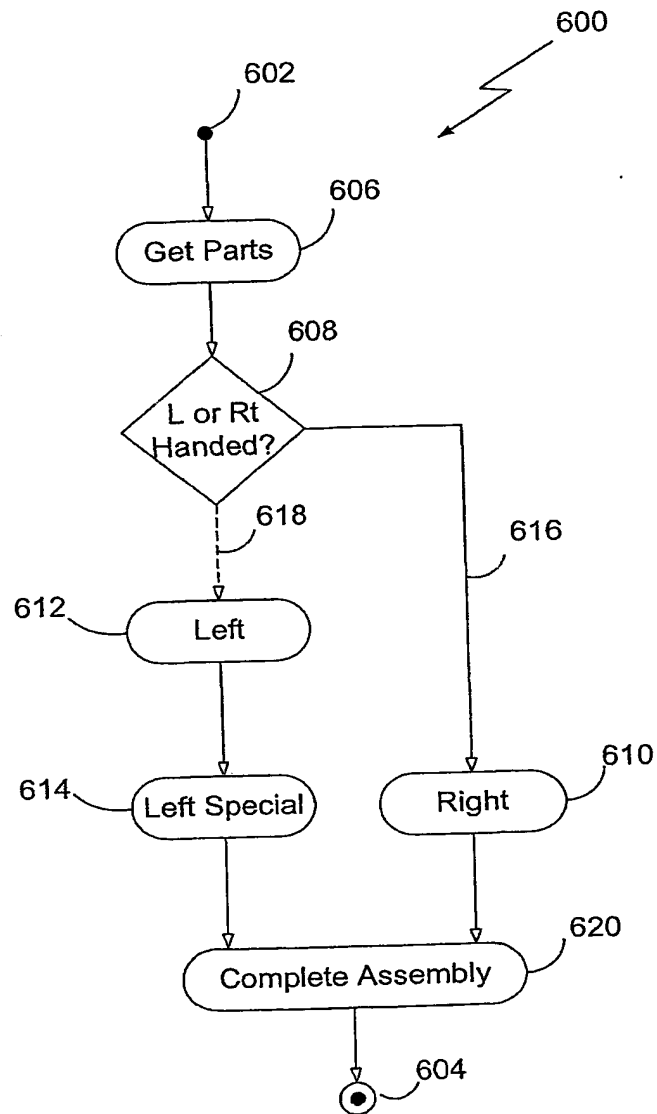 600
602
606
Get Parts
608
L or Rt
Handed?
618
616
612
Left
614
Left Special
610
Right
620
Complete Assembly
604